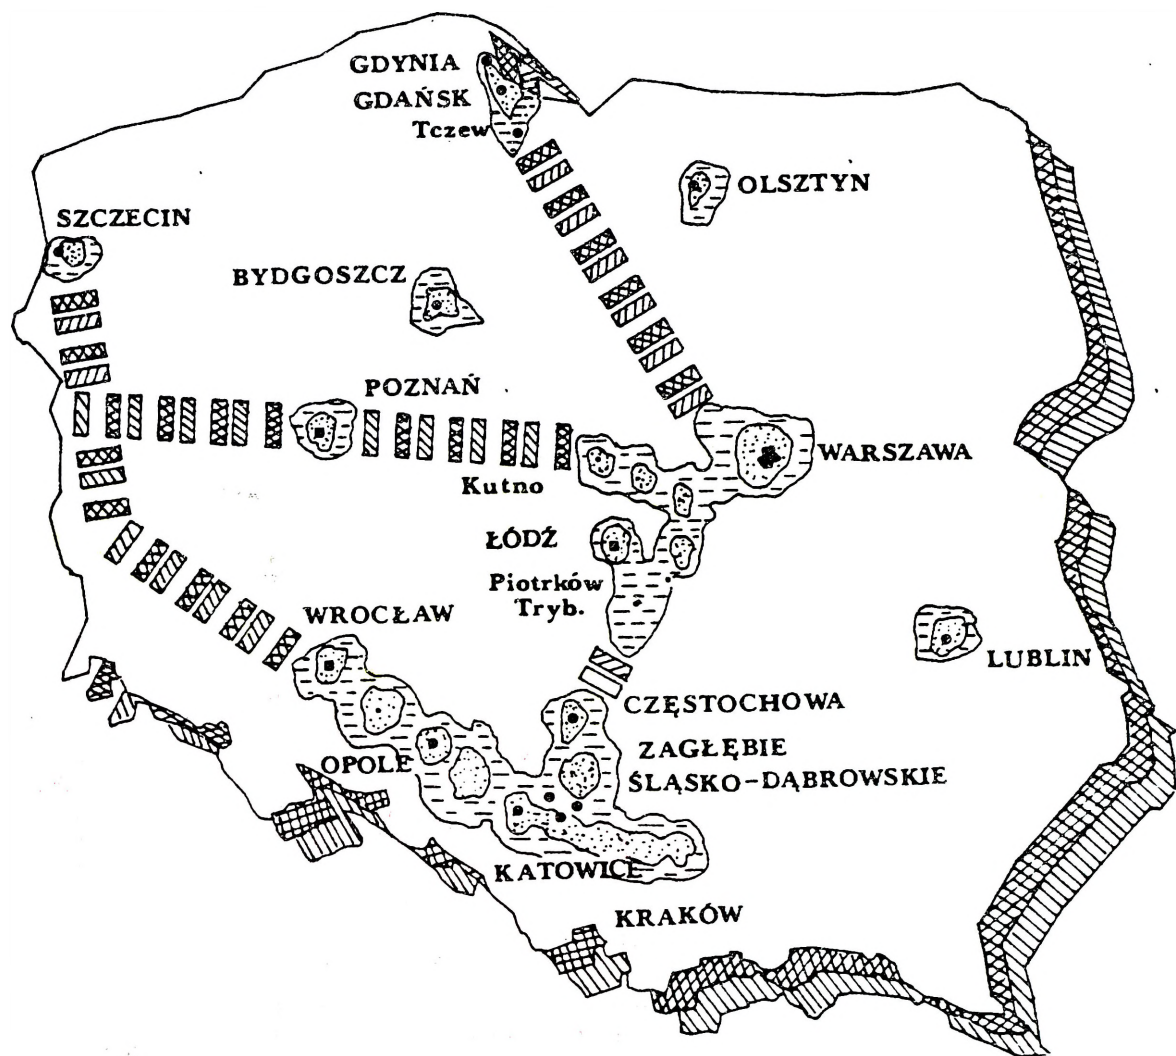 GDYNIA
GDAŃSK
Tczew
OLSZTYN
SZCZECIN
BYDGOSZCZ
POZNAŃ
WARSZAWA
Kutno
ŁÓDŹ
Piotrków
Tryb.
WROCŁAW
LUBLIN
CZĘSTOCHOWA
ZAGŁĘBIE
ŚLĄSKO-DĄBROWSKIE
OPOLE
KATOWICE
KRAKÓW